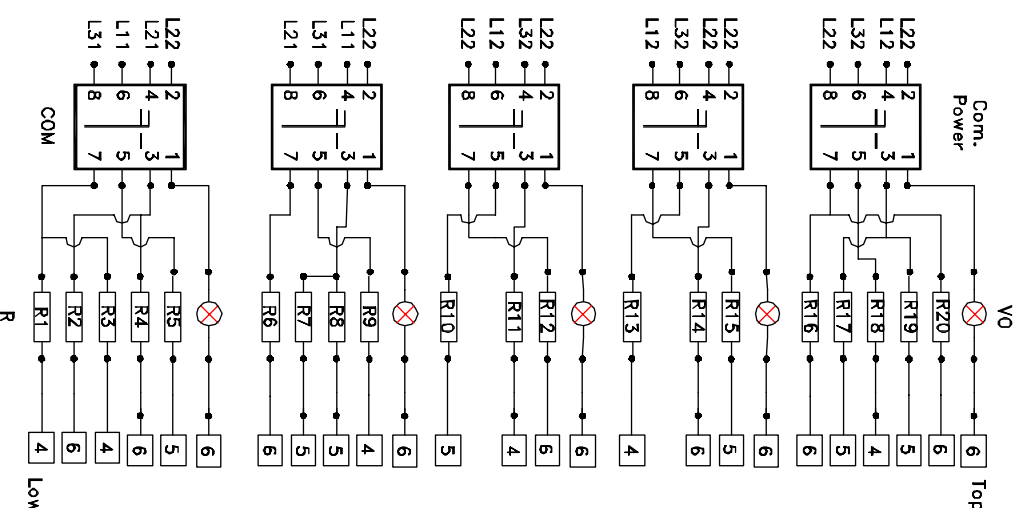 L31 L11 L21 L22
L21 L31 L11 L22
L22 L12 L32 L22
L12 L32 L22 L22
L22 L32 L12 L22
8 6 4 2
8 6 4 2
8 6 4 2
8 6 4 2
8 6 4 2
Com.
Power
COM
7 5 3 1
7 5 3 1
7 5 3 1
7 5 3 1
7 5 3 1
R R1 R2 R3 R4 R5
R6 R7 R8 R9
R10 R11 R12
R13 R14 R15
R16 R17 R18 R19 R20
VO
4 6 4 6 5 6
6 5 5 4 6
5 4 6 6
4 6 5 6
6 5 4 5 6 6
Low
Top